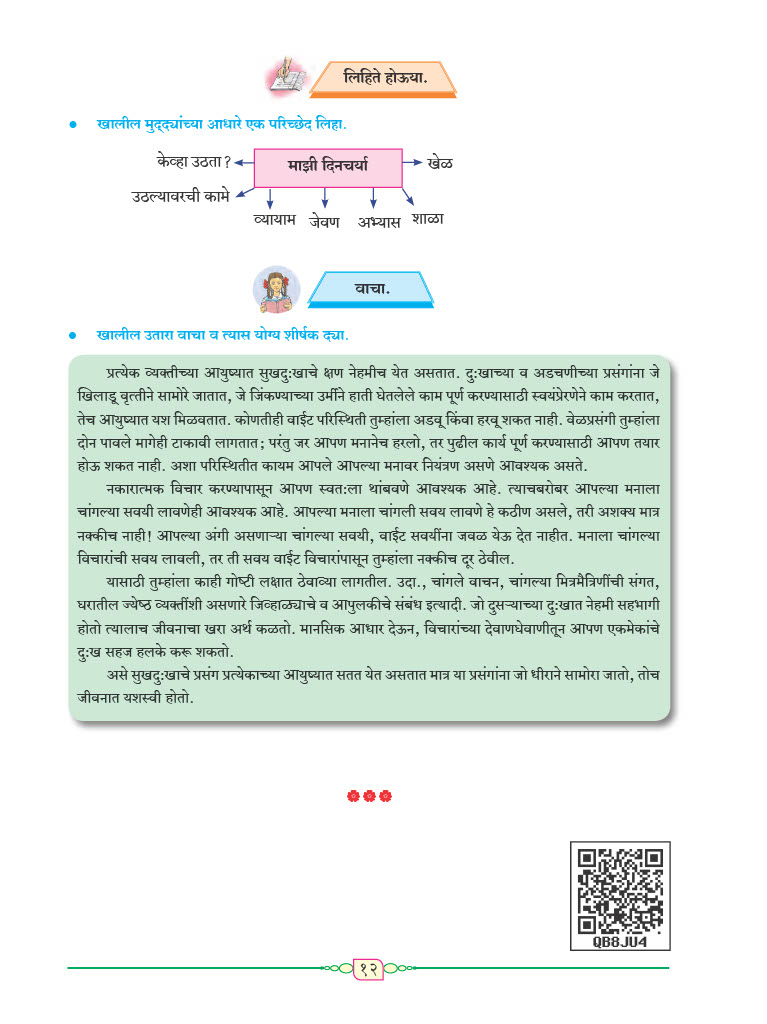 लिहिते होऊया.
• खालील मुद्द्यांच्या आधारे एक परिच्छेद लिहा.
केव्हा उठता ?
माझी दिनचर्या
खेळ
उठल्यावरची कामे
व्यायाम
जेवण
अभ्यास
शाळा
वाचा.
• खालील उतारा वाचा व त्यास योग्य शीर्षक द्या.
प्रत्येक व्यक्तीच्या आयुष्यात सुखदुःखाचे क्षण नेहमीच येत असतात. दुःखाच्या व अडचणीच्या प्रसंगांना जे
खिलाडू वृत्तीने सामोरे जातात, जे जिंकण्याच्या उर्मीने हाती घेतलेले काम पूर्ण करण्यासाठी स्वयंप्रेरणेने काम करतात,
तेच आयुष्यात यश मिळवतात. कोणतीही वाईट परिस्थिती तुम्हांला अडवू किंवा हरवू शकत नाही. वेळप्रसंगी तुम्हांला
दोन पावले मागेही टाकावी लागतात; परंतु जर आपण मनानेच हरलो, तर पुढील कार्य पूर्ण करण्यासाठी आपण तयार
होऊ शकत नाही. अशा परिस्थितीत कायम आपले आपल्या मनावर नियंत्रण असणे आवश्यक असते.
नकारात्मक विचार करण्यापासून आपण स्वतःला थांबवणे आवश्यक आहे. त्याचबरोबर आपल्या मनाला
चांगल्या सवयी लावणेही आवश्यक आहे. आपल्या मनाला चांगली सवय लावणे हे कठीण असले, तरी अशक्य मात्र
नक्कीच नाही! आपल्या अंगी असणाऱ्या चांगल्या सवयी, वाईट सवयींना जवळ येऊ देत नाहीत. मनाला चांगल्या
विचारांची सवय लावली, तर ती सवय वाईट विचारांपासून तुम्हांला नक्कीच दूर ठेवील.
यासाठी तुम्हांला काही गोष्टी लक्षात ठेवाव्या लागतील. उदा., चांगले वाचन, चांगल्या मित्रमैत्रिणींची संगत,
घरातील ज्येष्ठ व्यक्तींशी असणारे जिव्हाळ्याचे व आपुलकीचे संबंध इत्यादी. जो दुसऱ्याच्या दुःखात नेहमी सहभागी
होतो त्यालाच जीवनाचा खरा अर्थ कळतो. मानसिक आधार देऊन, विचारांच्या देवाणघेवाणीतून आपण एकमेकांचे
दुःख सहज हलके करू शकतो.
असे सुखदुःखाचे प्रसंग प्रत्येकाच्या आयुष्यात सतत येत असतात मात्र या प्रसंगांना जो धीराने सामोरा जातो, तोच
जीवनात यशस्वी होतो.
QB8JU4
१२